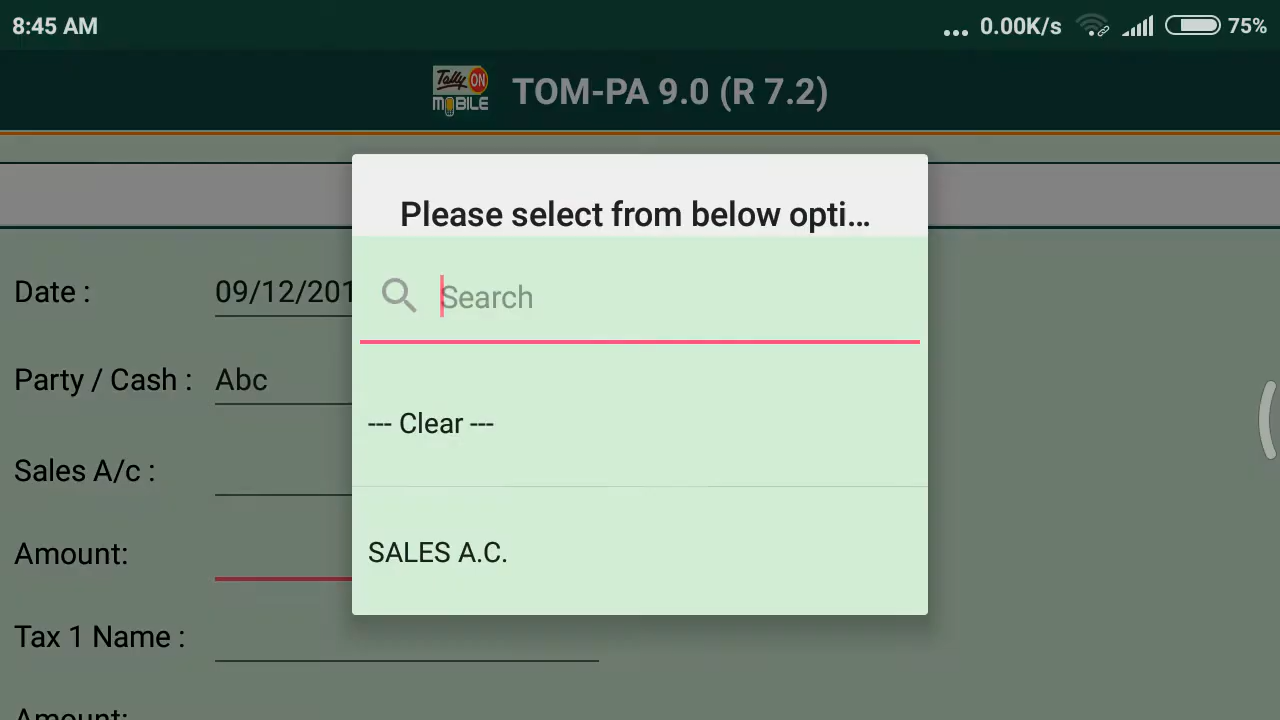 8:45 AM
... 0.00K/s 75%
Tally ON
MOBILE
TOM-PA 9.0 (R 7.2)
Please select from below opti...
Search
--- Clear ---
SALES A.C.
Date : 09/12/201
Party / Cash : Abc
Sales A/c :
Amount:
Tax 1 Name :
Amount: